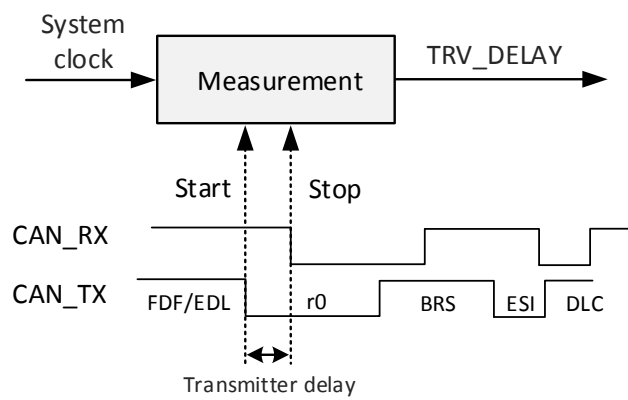 System
clock
Measurement
TRV_DELAY
Start
Stop
CAN_RX
CAN_TX
FDF/EDL
r0
BRS
ESI
DLC
Transmitter delay